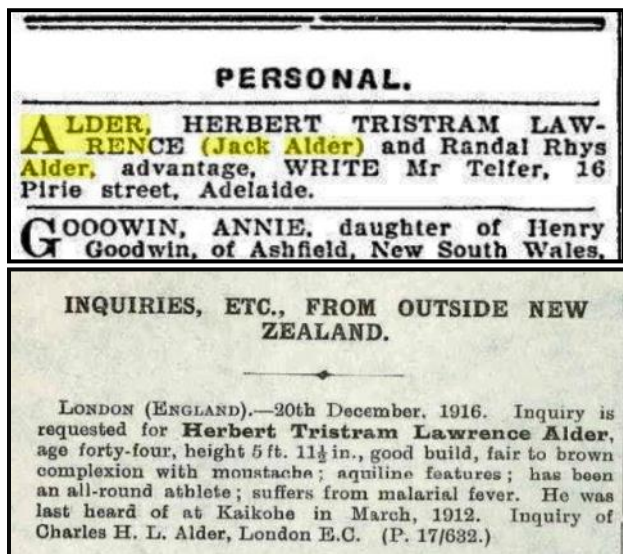 PERSONAL.
ALDER, HERBERT TRISTRAM LAW-
RENCE (Jack Alder) and Randal Rhys
Alder, advantage, WRITE Mr Telfer, 16
Pirie street, Adelaide.
GOOOWIN, ANNIE, daughter of Henry
Goodwin, of Ashfield, New South Wales,
INQUIRIES, ETC., FROM OUTSIDE NEW
ZEALAND.
LONDON (ENGLAND).—20th December, 1916. Inquiry is
requested for Herbert Tristram Lawrence Alder,
age forty-four, height 5 ft. 11½ in., good build, fair to brown
complexion with moustache; aquiline features; has been
an all-round athlete; suffers from malarial fever. He was
last heard of at Kaikohe in March, 1912. Inquiry of
Charles H. L. Alder, London E.C. (P. 17/632.)